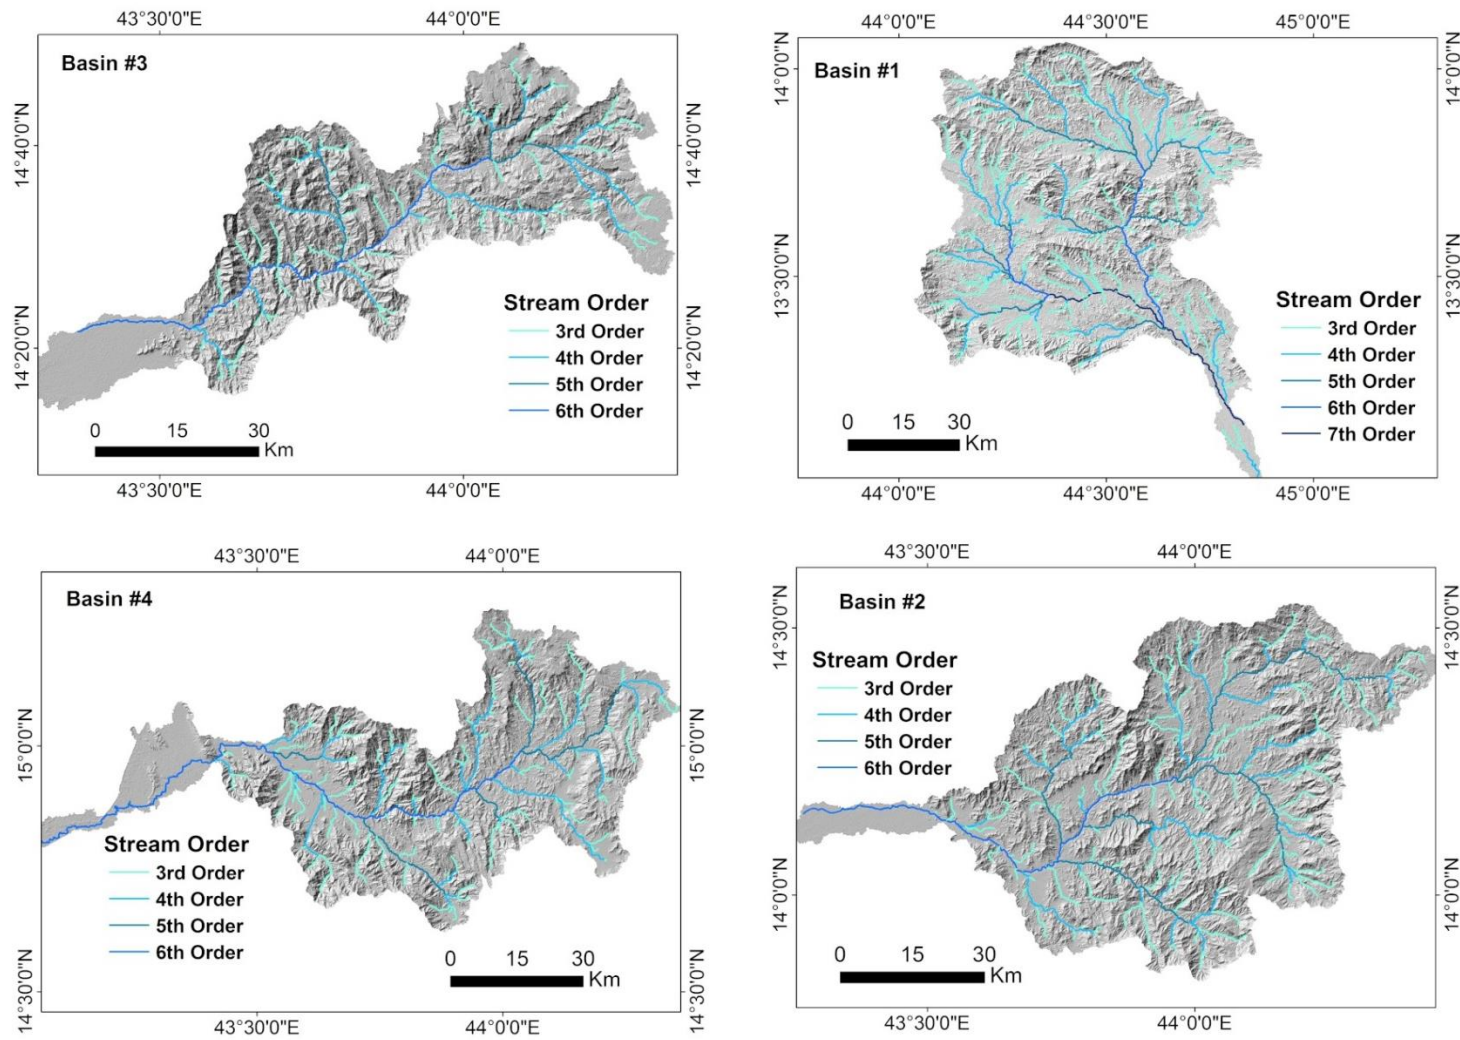 43°30'0"E 44°0'0"E
Basin #3
14°40'0"N
14°40'0"N
14°20'0"N
14°20'0"N
Stream Order
3rd Order
4th Order
5th Order
6th Order
0 15 30
Km
43°30'0"E 44°0'0"E
44°0'0"E 44°30'0"E 45°0'0"E
Basin #1
14°0'0"N
14°0'0"N
13°30'0"N
13°30'0"N
Stream Order
3rd Order
4th Order
5th Order
6th Order
7th Order
0 15 30
Km
44°0'0"E 44°30'0"E 45°0'0"E
43°30'0"E 44°0'0"E
Basin #4
15°0'0"N
15°0'0"N
Stream Order
3rd Order
4th Order
5th Order
6th Order
0 15 30
Km
14°30'0"N
14°30'0"N
43°30'0"E 44°0'0"E
43°30'0"E 44°0'0"E
Basin #2
14°30'0"N
14°30'0"N
Stream Order
3rd Order
4th Order
5th Order
6th Order
14°0'0"N
14°0'0"N
0 15 30
Km
43°30'0"E 44°0'0"E